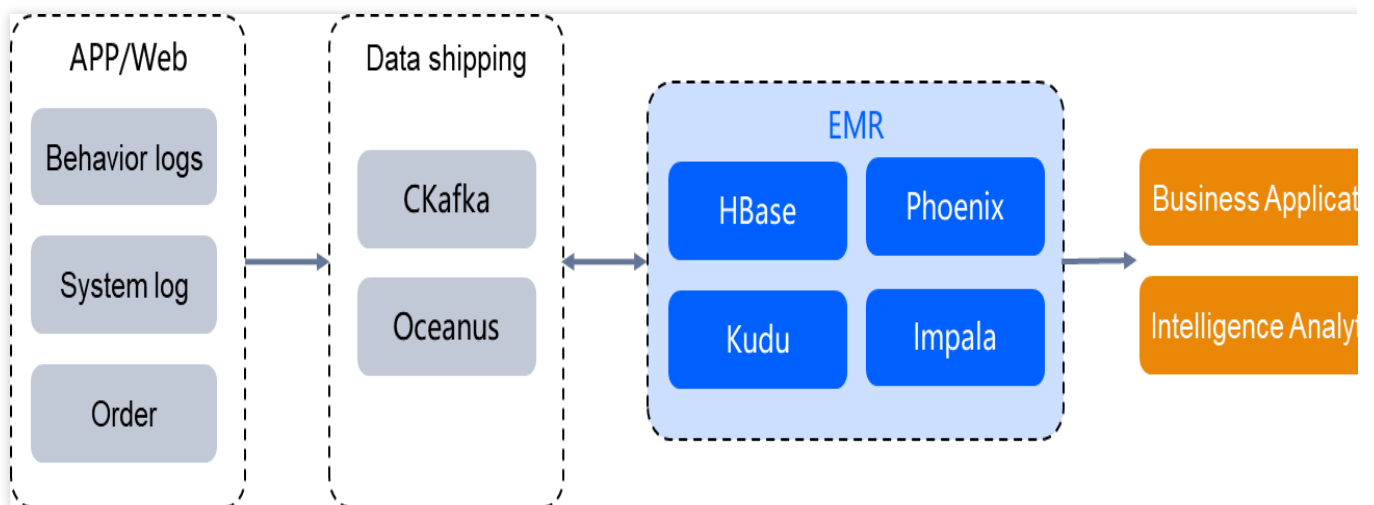 APP/Web
Behavior logs
System log
Order
Data shipping
CKafka
Oceanus
EMR
HBase
Phoenix
Kudu
Impala
Business Applicat
Intelligence Analyt